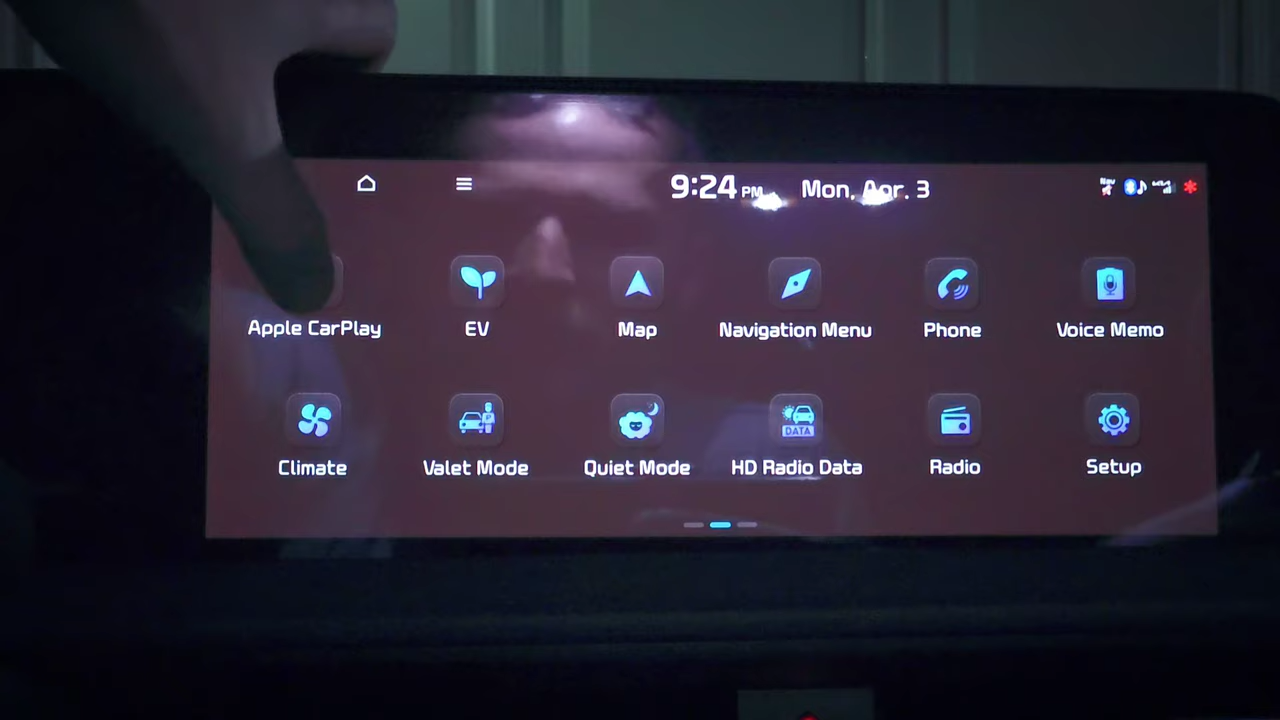 9:24 PM Mon, Apr. 3
Apple CarPlay EV Map Navigation Menu Phone Voice Memo
Climate Valet Mode Quiet Mode HD Radio Data Radio Setup
DATA